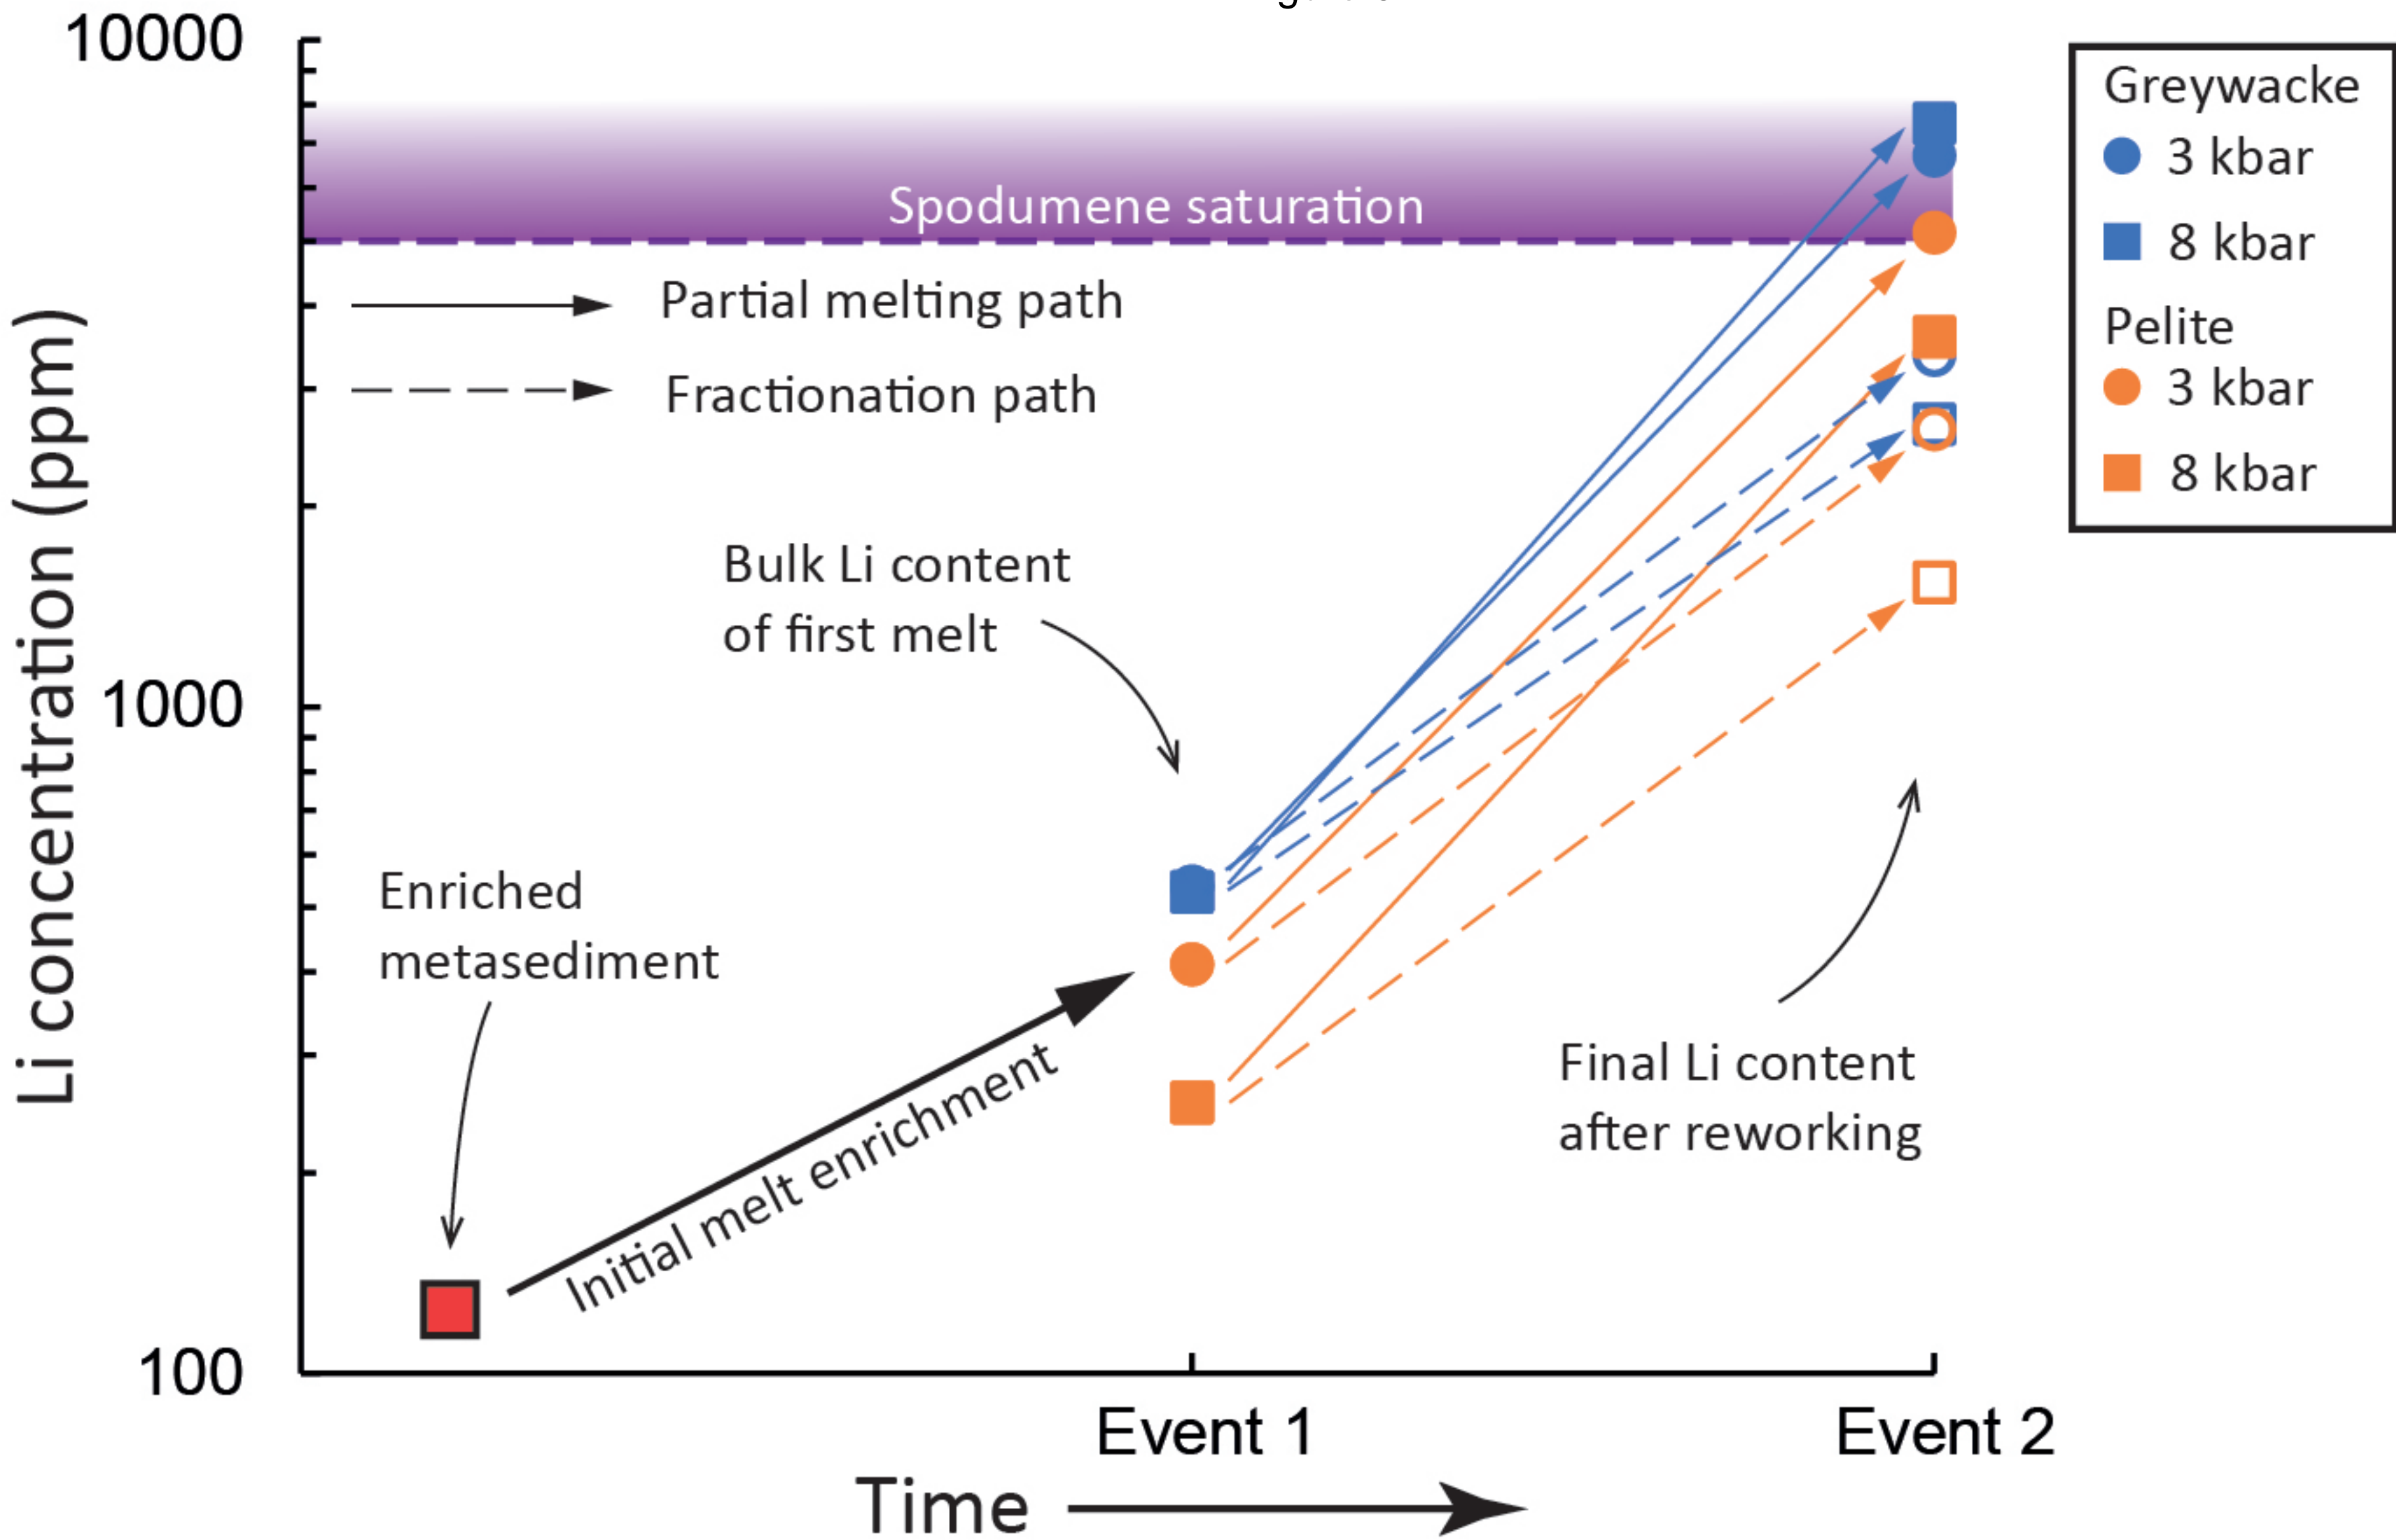 10000
1000
100
Li concentration (ppm)
Spodumene saturation
Partial melting path
Fractionation path
Bulk Li content
of first melt
Enriched
metasediment
Initial melt enrichment
Final Li content
after reworking
Event 1
Event 2
Time
Greywacke
3 kbar
8 kbar
Pelite
3 kbar
8 kbar